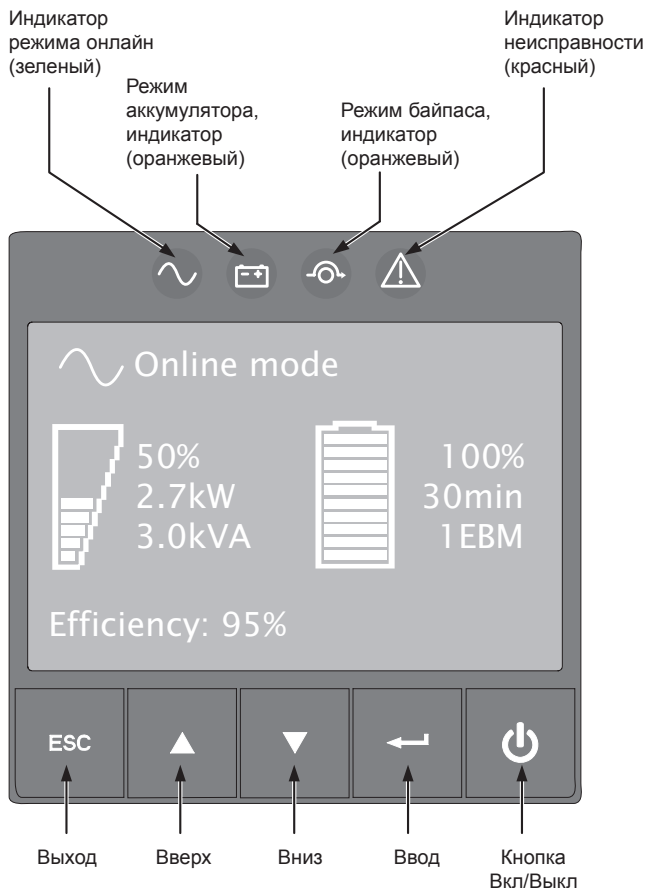 Индикатор
режима онлайн
(зеленый)
Режим
аккумулятора,
индикатор
(оранжевый)
Режим байпаса,
индикатор
(оранжевый)
Индикатор
неисправности
(красный)
Online mode
50%
2.7kW
3.0kVA
100%
30min
1EBM
Efficiency: 95%
ESC
Выход
Вверх
Вниз
Ввод
Кнопка
Вкл/Выкл